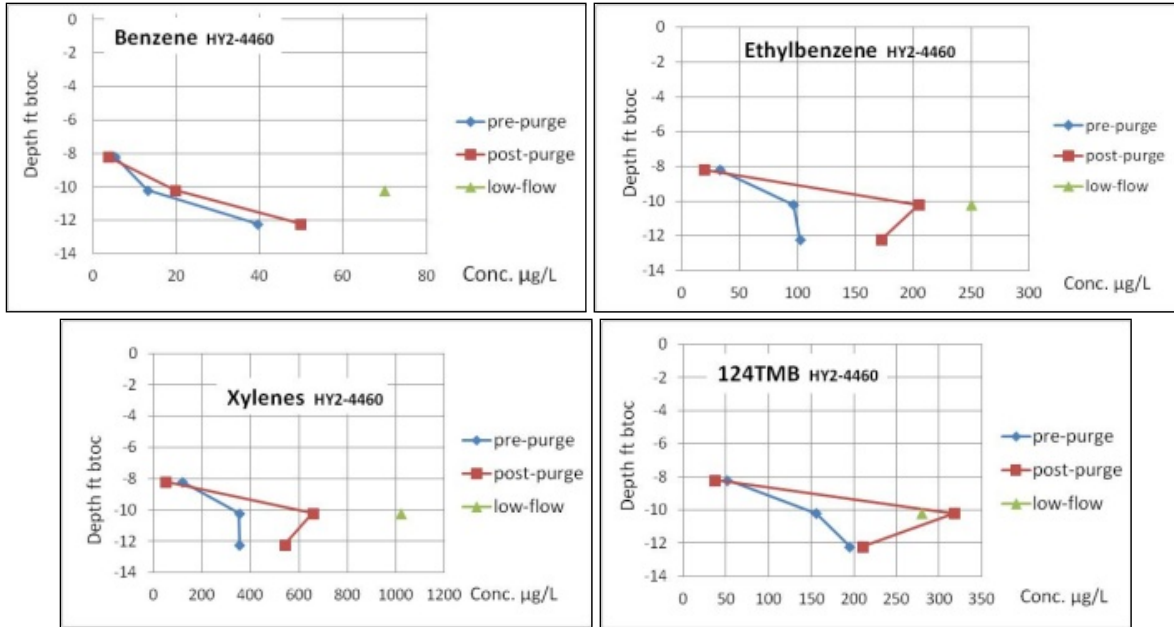 Benzene HY2-4460
Depth ft btoc
0
-2
-4
-6
-8
-10
-12
-14
0 20 40 60 80
Conc. µg/L
pre-purge
post-purge
low-flow
Ethylbenzene HY2-4460
Depth ft btoc
0
-2
-4
-6
-8
-10
-12
-14
0 50 100 150 200 250 300
Conc. µg/L
pre-purge
post-purge
low-flow
Xylenes HY2-4460
Depth ft btoc
0
-2
-4
-6
-8
-10
-12
-14
0 200 400 600 800 1000 1200
Conc. µg/L
pre-purge
post-purge
low-flow
124TMB HY2-4460
Depth ft btoc
0
-2
-4
-6
-8
-10
-12
-14
0 50 100 150 200 250 300 350
Conc. µg/L
pre-purge
post-purge
low-flow